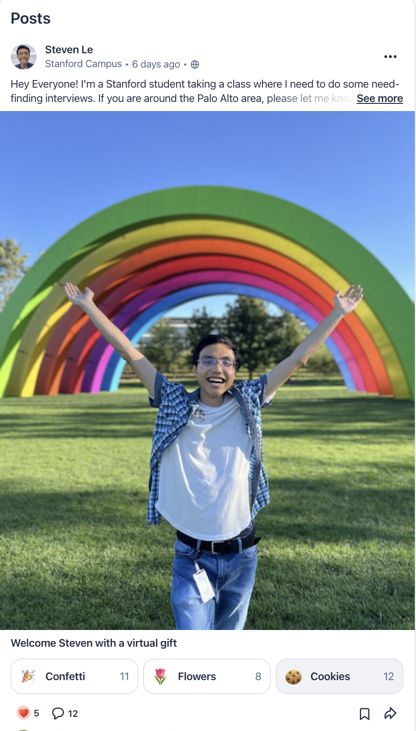 Posts
Steven Le
Stanford Campus • 6 days ago •
Hey Everyone! I'm a Stanford student taking a class where I need to do some need-
finding interviews. If you are around the Palo Alto area, please let me kno See more
Welcome Steven with a virtual gift
Confetti 11
Flowers 8
Cookies 12
5 12